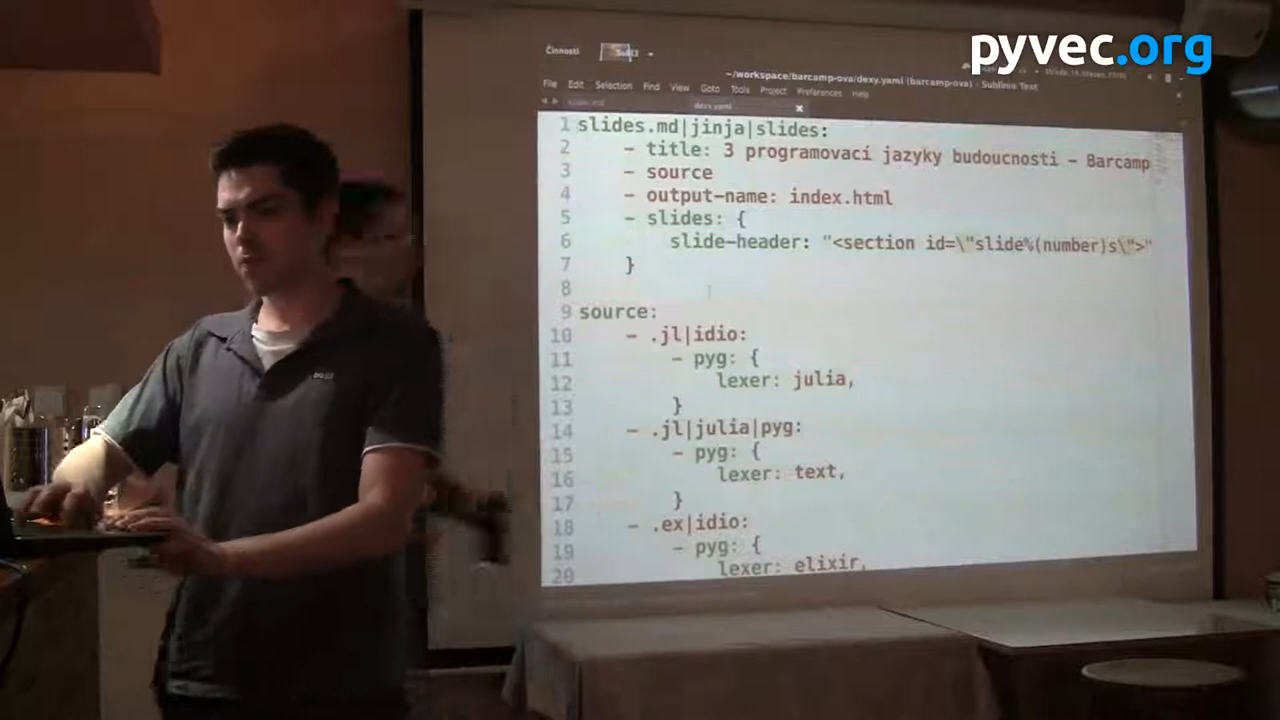 pyvec.org
Činnosti
~/workspace/barcamp-ova/dexy.yaml (barcamp-ova) - Sublime Text
File Edit Selection Find View Goto Tools Project Preferences Help
dexy.yaml
1 slides.md|jinja|slides:
2 - title: 3 programovací jazyky budoucnosti - Barcamp
3 - source
4 - output-name: index.html
5 - slides: {
6 slide-header: "<section id=\"slide%(number)s\">"
7 }
8
9 source:
10 - .jl|idio:
11 - pyg: {
12 lexer: julia,
13 }
14 - .jl|julia|pyg:
15 - pyg: {
16 lexer: text,
17 }
18 - .ex|idio:
19 - pyg: {
20 lexer: elixir,